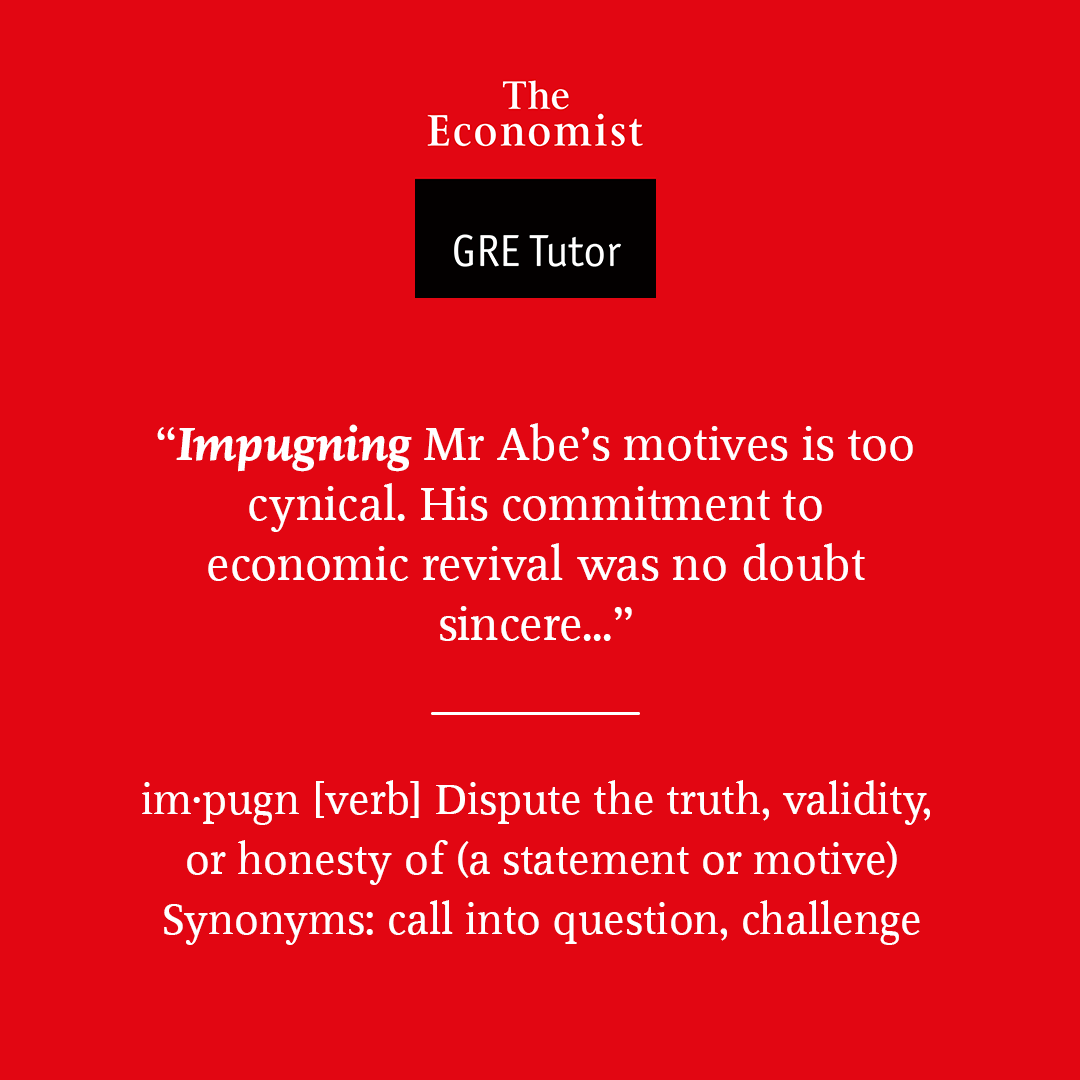 The
Economist
GRE Tutor
“Impugning Mr Abe’s motives is too
cynical. His commitment to
economic revival was no doubt
sincere...”
im·pugn [verb] Dispute the truth, validity,
or honesty of (a statement or motive)
Synonyms: call into question, challenge